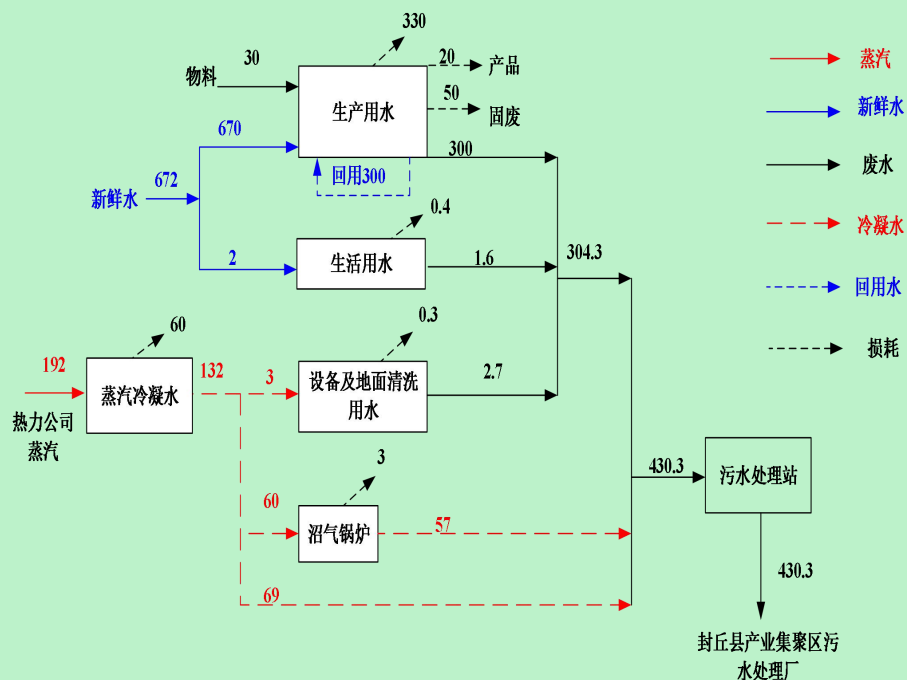 330
30
20
产品
物料
生产用水
50
固废
670
300
回用300
新鲜水
672
0.4
2
生活用水
1.6
304.3
60
0.3
192
蒸汽冷凝水
132
3
设备及地面清洗
用水
2.7
热力公司
蒸汽
3
60
沼气锅炉
57
430.3
污水处理站
69
430.3
封丘县产业集聚区污
水处理厂
蒸汽
新鲜水
废水
冷凝水
回用水
损耗